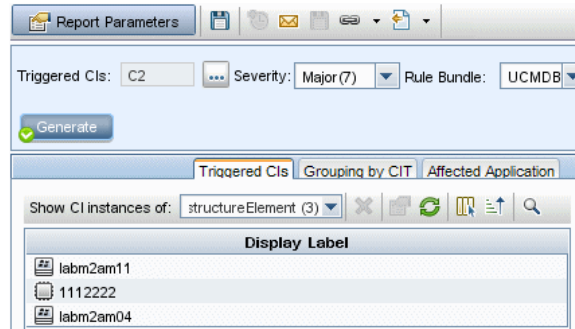 Report Parameters
Triggered CIs: C2 ... Severity: Major (7) Rule Bundle: UCMDB
Generate
Triggered CIs Grouping by CIT Affected Application
Show CI instances of: structureElement (3)
Display Label
labm2am11
1112222
labm2am04